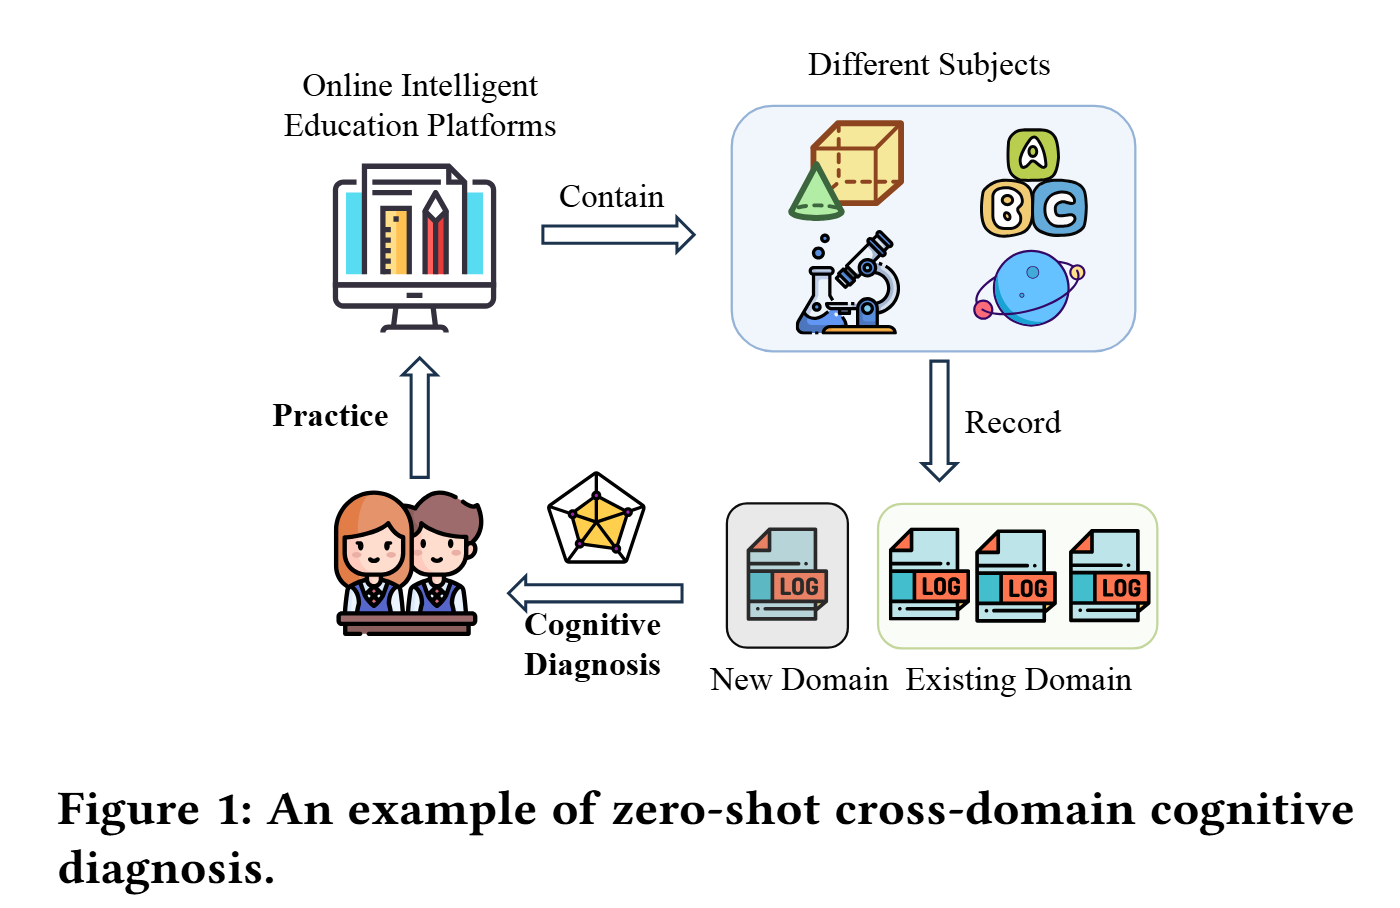 Online Intelligent
Education Platforms
Different Subjects
Contain
A
B C
Practice
Record
LOG
LOG
LOG
LOG
Cognitive
Diagnosis
New Domain
Existing Domain
Figure 1: An example of zero-shot cross-domain cognitive
diagnosis.